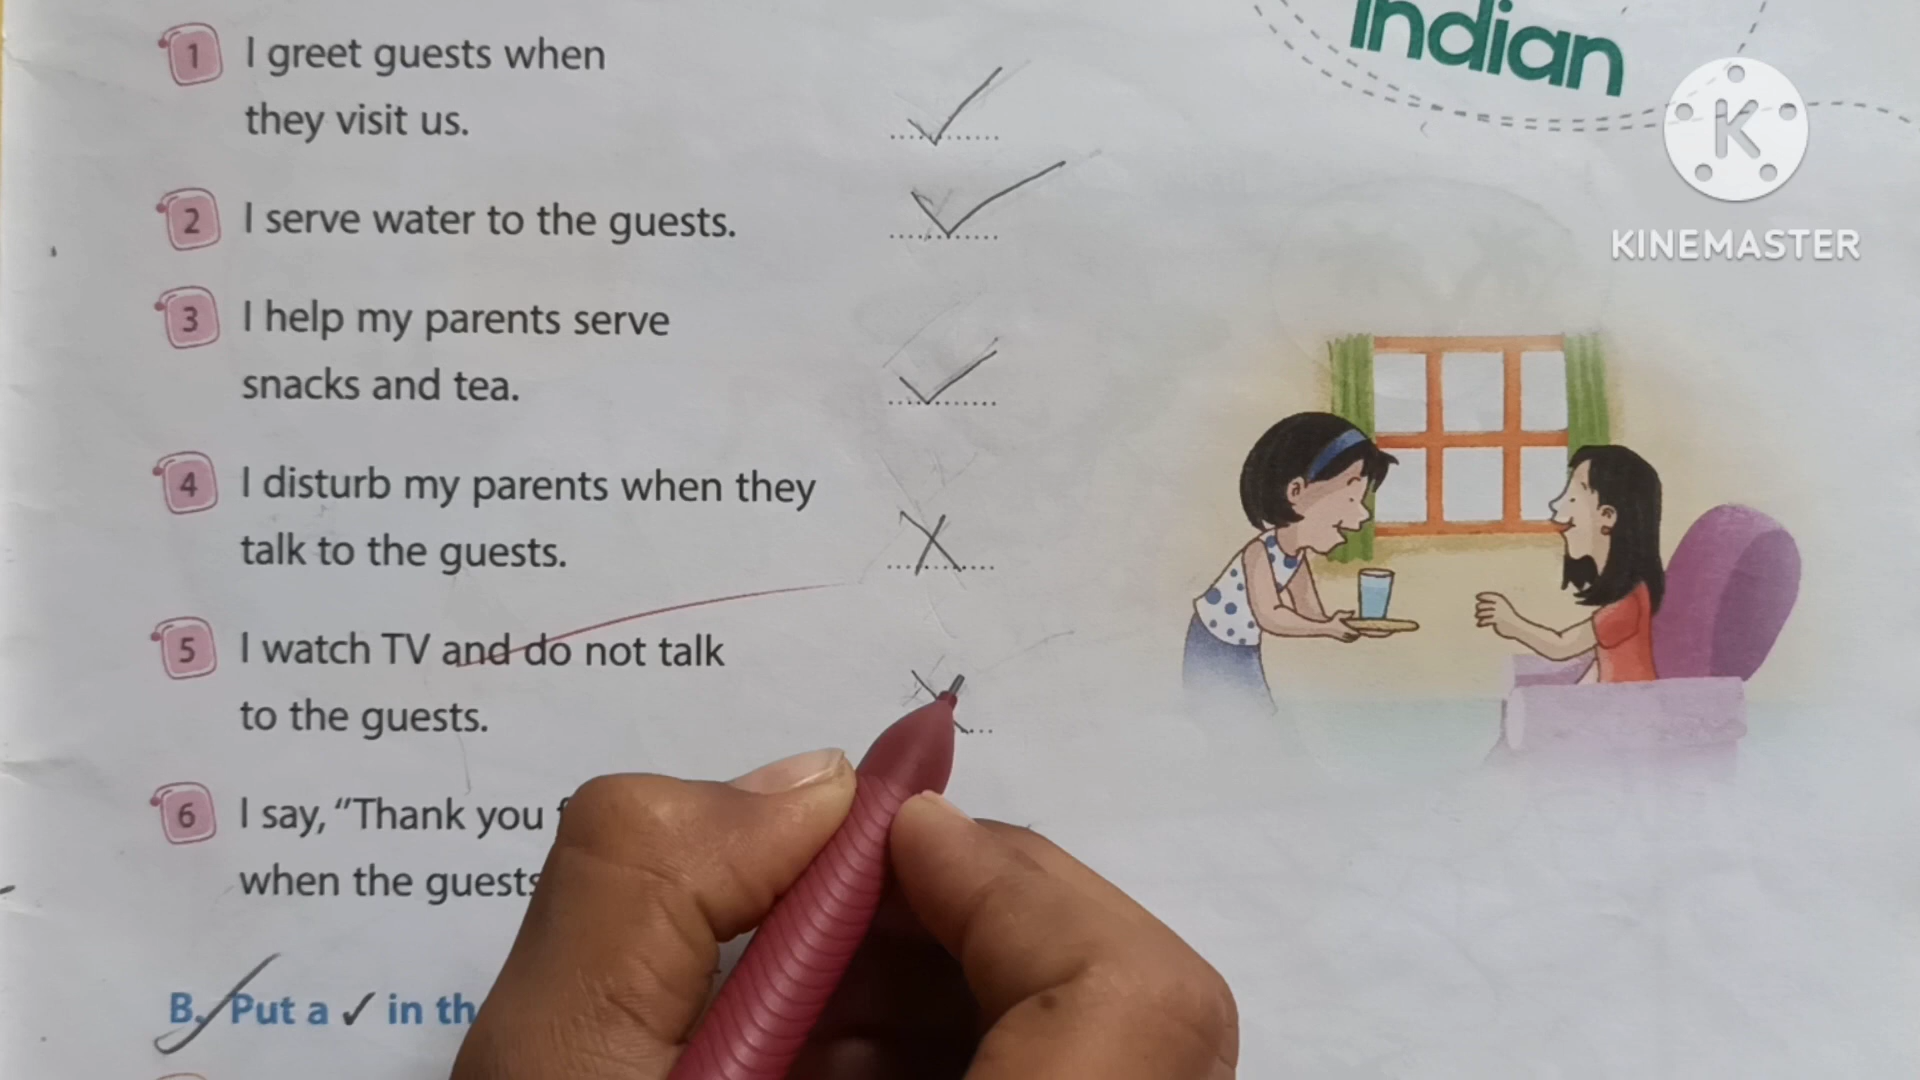 Indian
K
KINEMASTER
1 I greet guests when
they visit us.
2 I serve water to the guests.
3 I help my parents serve
snacks and tea.
4 I disturb my parents when they
talk to the guests.
5 I watch TV and do not talk
to the guests.
6 I say, “Thank you
when the guests
B. Put a ✓ in th